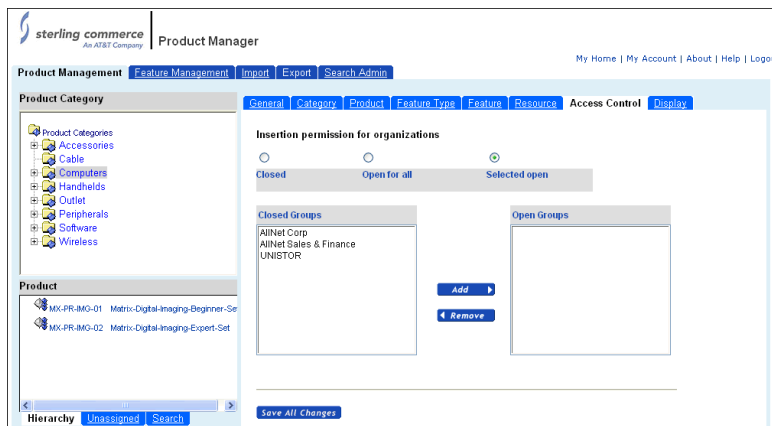 sterling commerce
An AT&T Company
Product Manager
My Home | My Account | About | Help | Logou
Product Management Feature Management Import Export Search Admin
Product Category
Product Categories
Accessories
Cable
Computers
Handhelds
Outlet
Peripherals
Software
Wireless
Product
MX-PR-IMG-01 Matrix-Digital-Imaging-Beginner-Se
MX-PR-IMG-02 Matrix-Digital-Imaging-Expert-Set
Hierarchy Unassigned Search
General Category Product Feature Type Feature Resource Access Control Display
Insertion permission for organizations
Closed Open for all Selected open
Closed Groups
AllNet Corp
AllNet Sales & Finance
UNISTOR
Add
Remove
Open Groups
Save All Changes